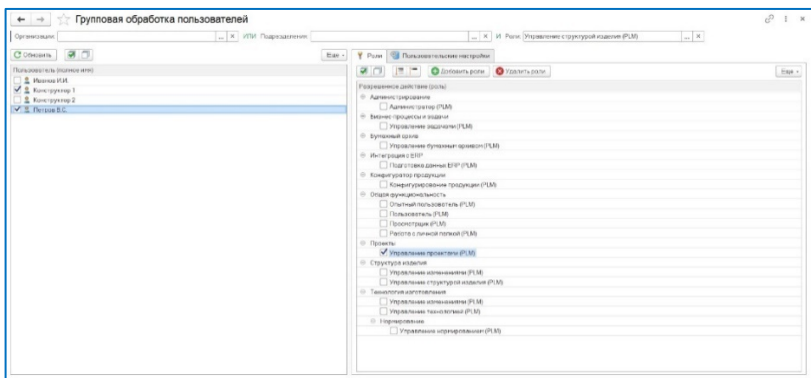 Групповая обработка пользователей
Организация: ... × ИЛИ Подразделение: ... × И Роли: Управление структурой изделия (PLM) ... ×
Обновить Еще
Роли Пользовательские настройки
Добавить роли Удалить роли Еще
Пользователь (полное имя)
Иванов И.И.
Конструктор 1
Конструктор 2
Петров В.С.
Разрешенное действие (роль)
Администрирование
Администратор (PLM)
Бизнес-процессы и задачи
Управление задачами (PLM)
Бумажный архив
Управление бумажным архивом (PLM)
Интеграция с ERP
Подготовка данных ERP (PLM)
Конфигуратор продукции
Конфигурирование продукции (PLM)
Общая функциональность
Опытный пользователь (PLM)
Пользователь (PLM)
Просмотрщик (PLM)
Работа с личной папкой (PLM)
Проекты
Управление проектами (PLM)
Структура изделия
Управление изменениями (PLM)
Управление структурой изделия (PLM)
Технология изготовления
Управление изменениями (PLM)
Управление технологией (PLM)
Нормирование
Управление нормированием (PLM)